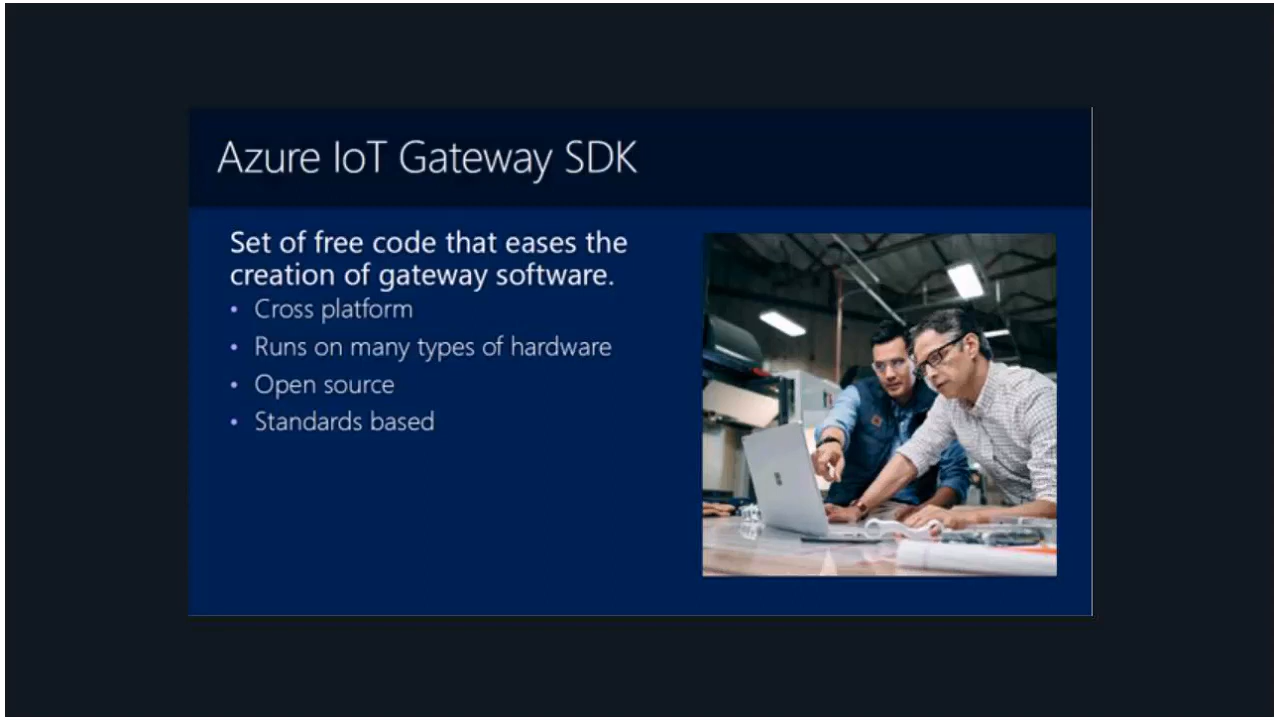 Azure IoT Gateway SDK
Set of free code that eases the
creation of gateway software.
• Cross platform
• Runs on many types of hardware
• Open source
• Standards based